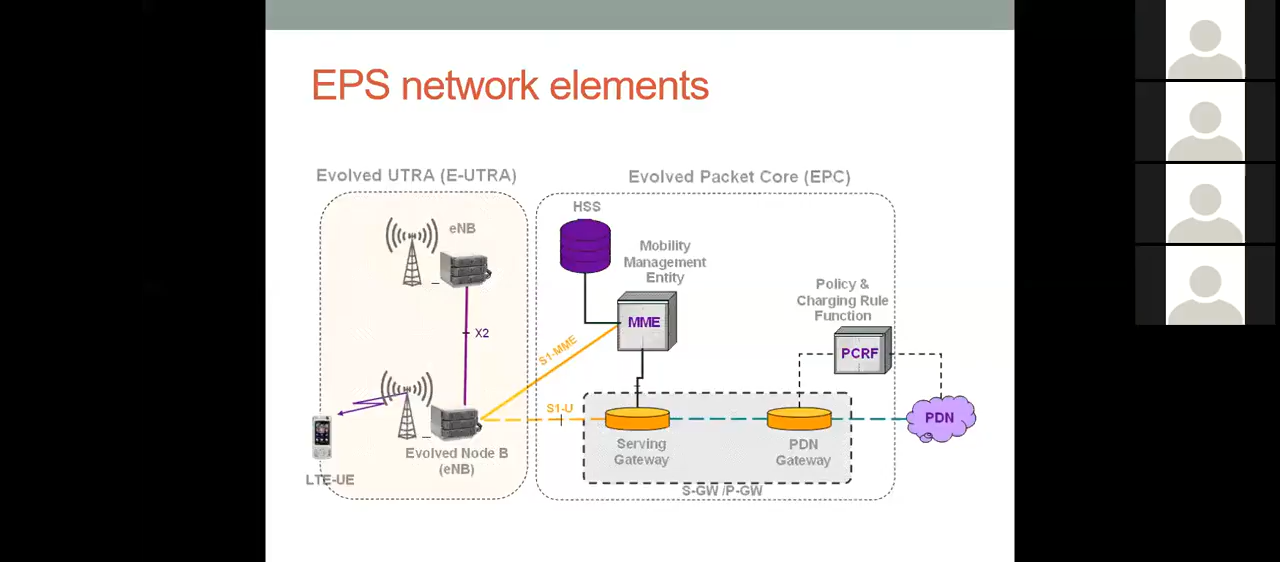 EPS network elements
Evolved UTRA (E-UTRA)
Evolved Packet Core (EPC)
HSS
eNB
Mobility
Management
Entity
Policy &
Charging Rule
Function
MME
X2
S1-MME
PCRF
S1-U
PDN
Serving
Gateway
PDN
Gateway
Evolved Node B
(eNB)
LTE-UE
S-GW /P-GW